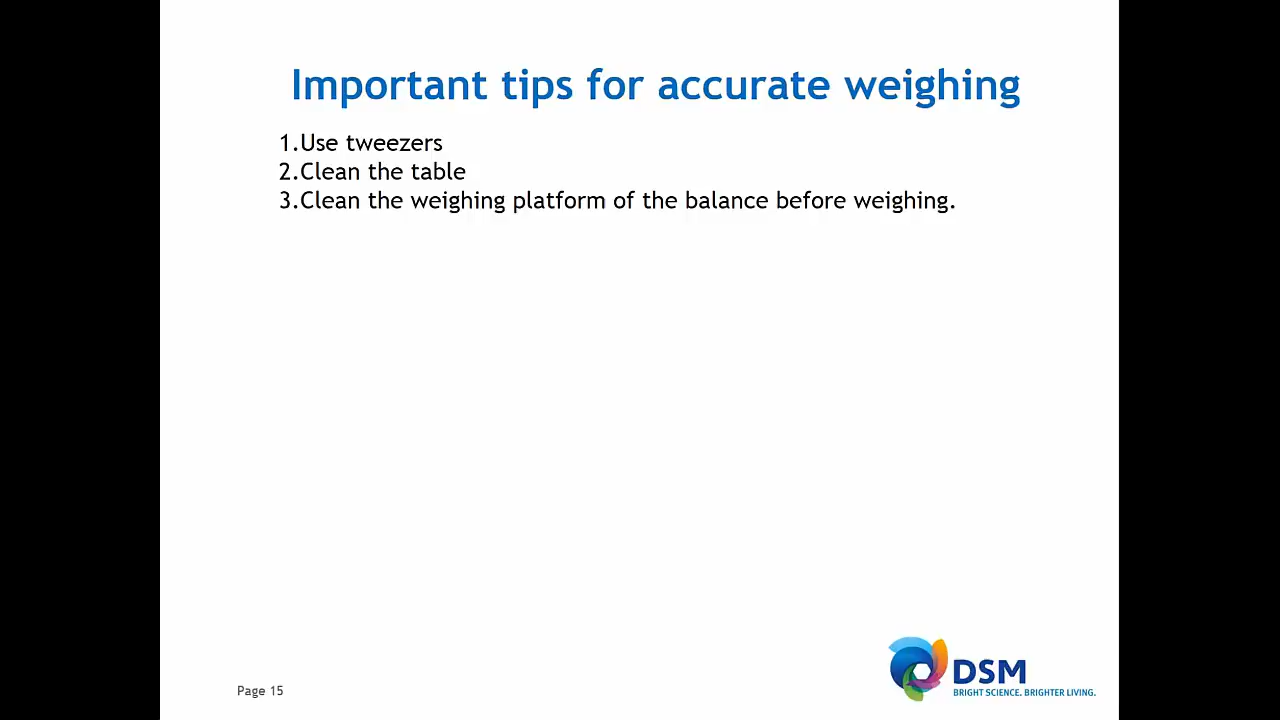 Important tips for accurate weighing
1.Use tweezers
2.Clean the table
3.Clean the weighing platform of the balance before weighing.
Page 15
DSM
BRIGHT SCIENCE. BRIGHTER LIVING.